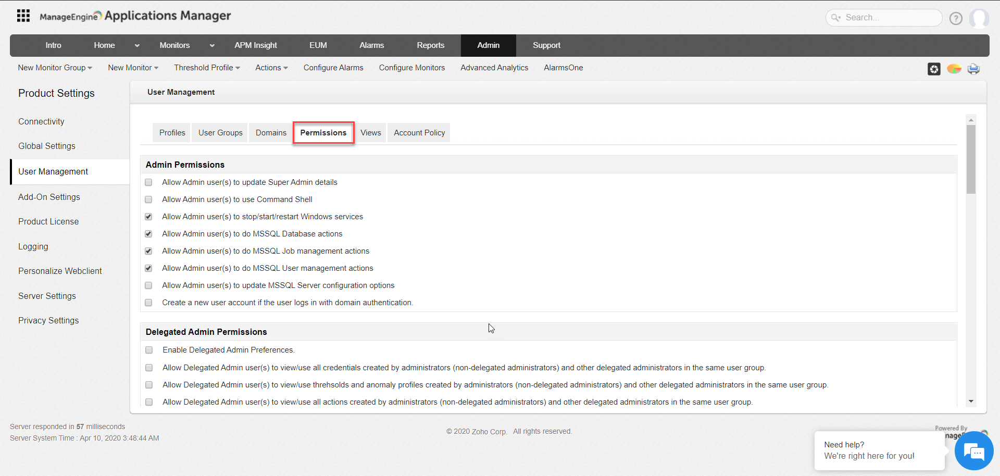 ManageEngine Applications Manager
Search...
?
Intro Home Monitors APM Insight EUM Alarms Reports Admin Support
New Monitor Group New Monitor Threshold Profile Actions Configure Alarms Configure Monitors Advanced Analytics AlarmsOne
Product Settings
Connectivity
Global Settings
User Management
Add-On Settings
Product License
Logging
Personalize Webclient
Server Settings
Privacy Settings
User Management
Profiles User Groups Domains Permissions Views Account Policy
Admin Permissions
Allow Admin user(s) to update Super Admin details
Allow Admin user(s) to use Command Shell
Allow Admin user(s) to stop/start/restart Windows services
Allow Admin user(s) to do MSSQL Database actions
Allow Admin user(s) to do MSSQL Job management actions
Allow Admin user(s) to do MSSQL User management actions
Allow Admin user(s) to update MSSQL Server configuration options
Create a new user account if the user logs in with domain authentication.
Delegated Admin Permissions
Enable Delegated Admin Preferences.
Allow Delegated Admin user(s) to view/use all credentials created by administrators (non-delegated administrators) and other delegated administrators in the same user group.
Allow Delegated Admin user(s) to view/use threhsolds and anomaly profiles created by administrators (non-delegated administrators) and other delegated administrators in the same user group.
Allow Delegated Admin user(s) to view/use all actions created by administrators (non-delegated administrators) and other delegated administrators in the same user group.
Server responded in 57 milliseconds
Server System Time : Apr 10, 2020 3:48:44 AM
© 2020 Zoho Corp. All rights reserved.
Powered By
Need help?
We're right here for you!